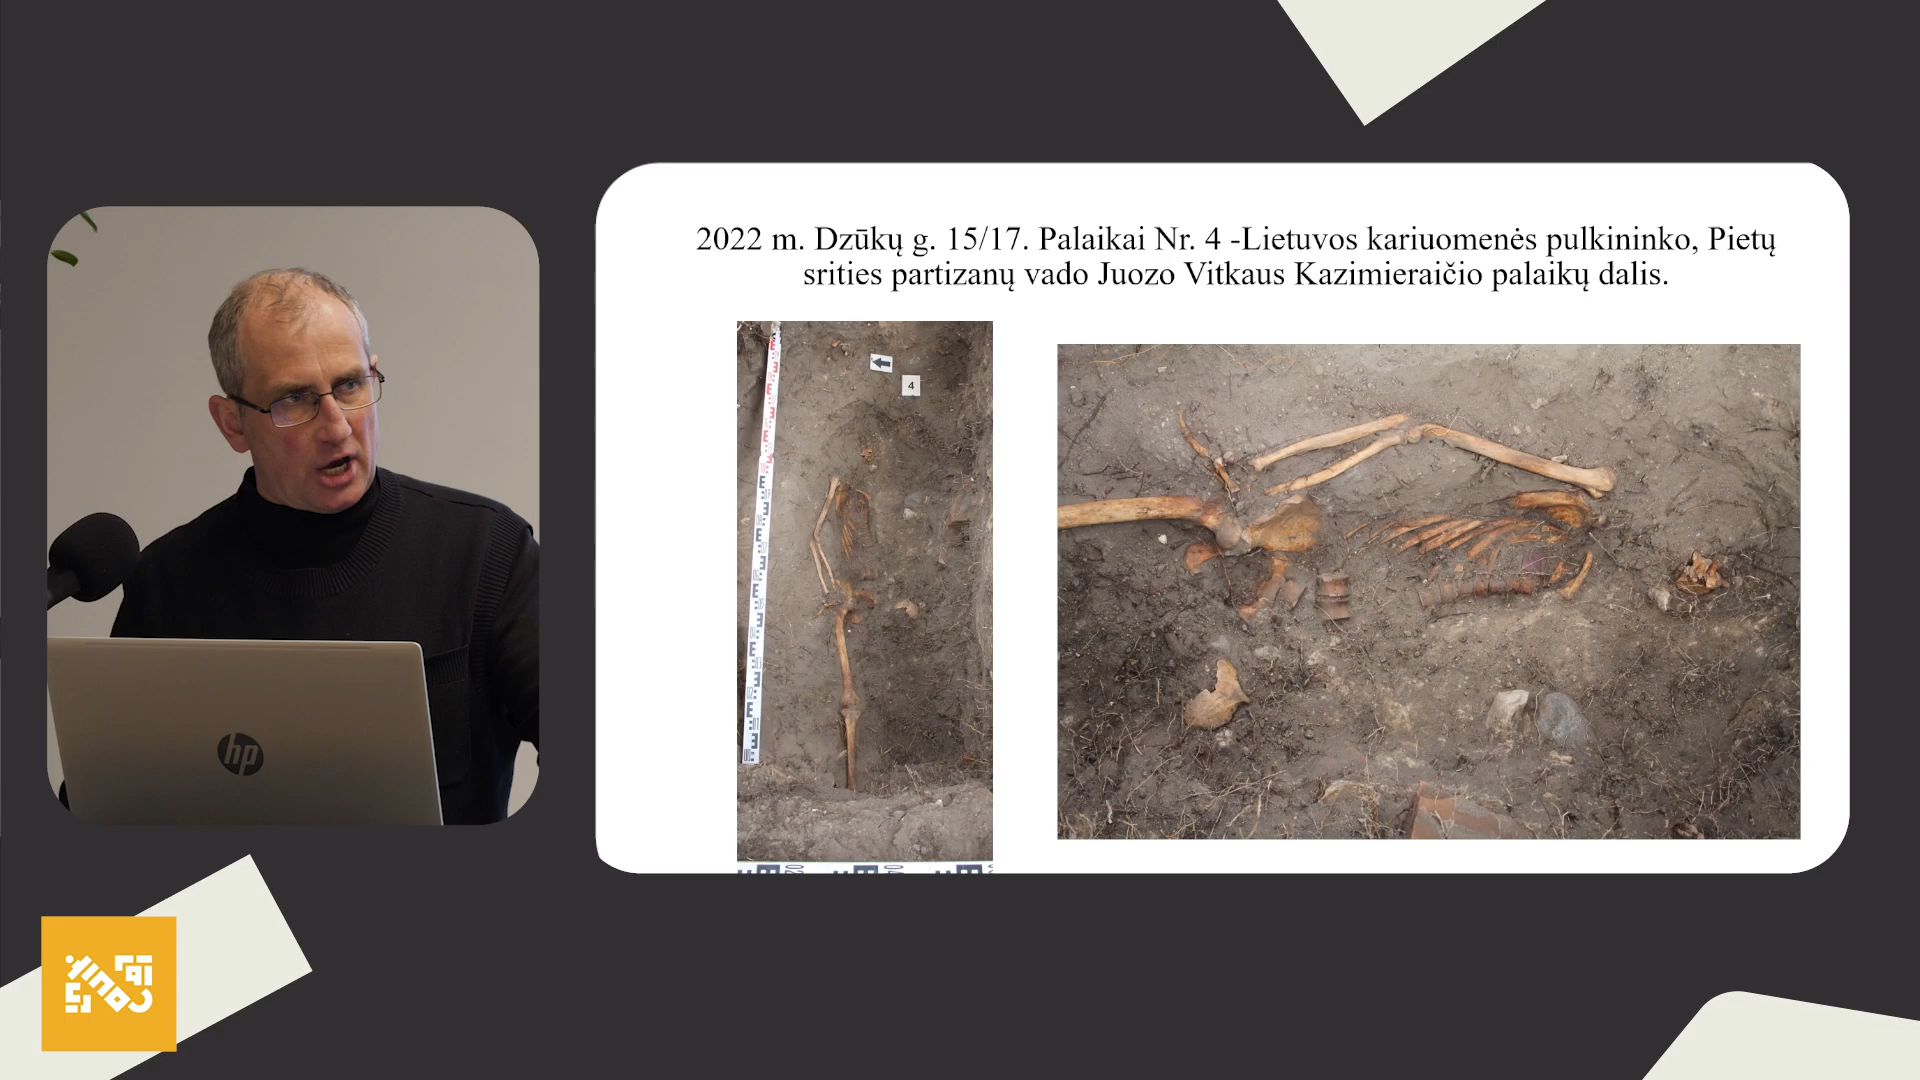 2022 m. Dzūkų g. 15/17. Palaikai Nr. 4 -Lietuvos kariuomenės pulkininko, Pietų
srities partizanų vado Juozo Vitkaus Kazimieraičio palaikų dalis.
4
hp